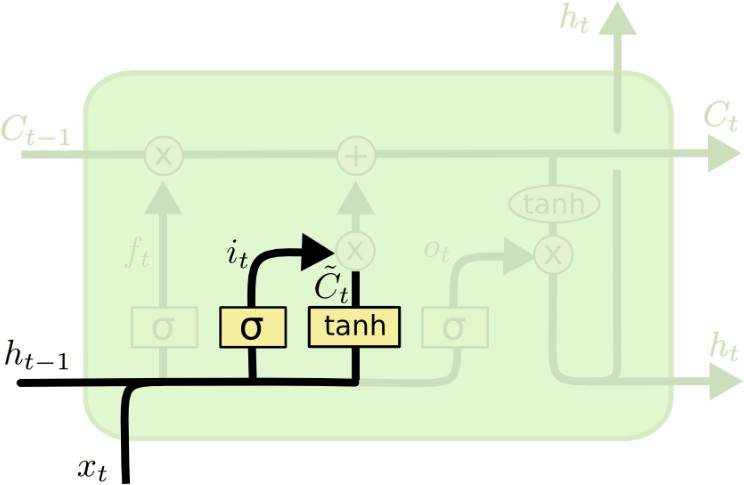 h_t
C_{t-1}
C_t
x
+
tanh
f_t
i_t
x
o_t
x
C̃_t
σ
σ
tanh
σ
h_{t-1}
h_t
x_t